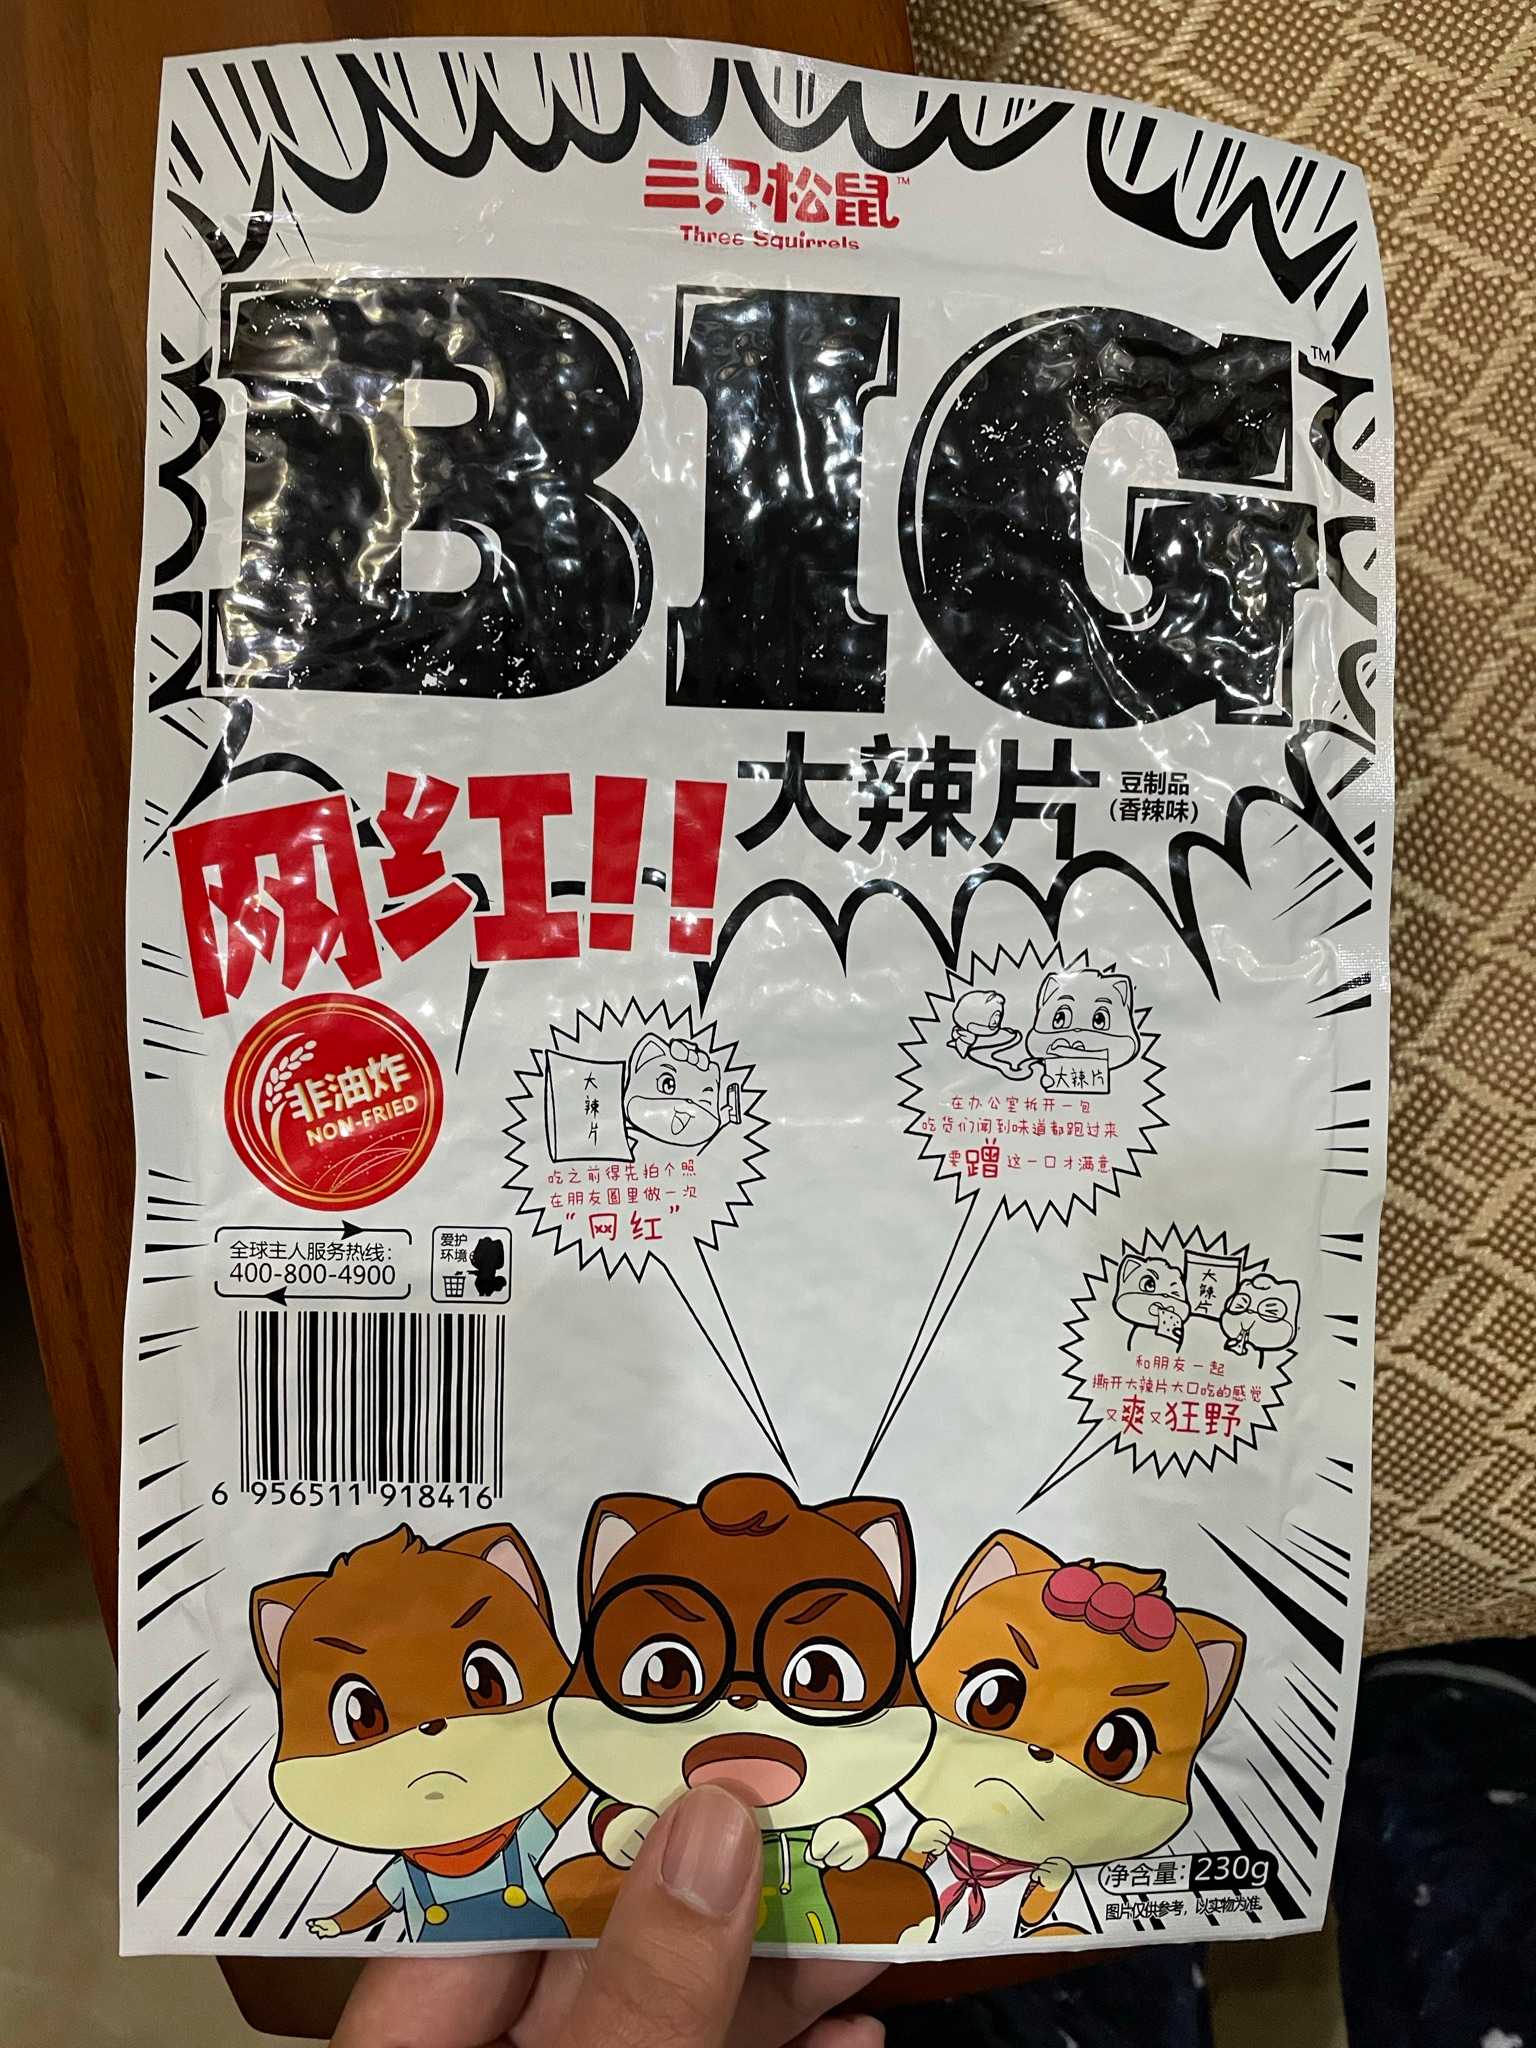 三只松鼠™
Three Squirrels
BIG™
网红!!
大辣片
豆制品
(香辣味)
非油炸
NON-FRIED
大辣片
吃之前得先拍个照
在朋友圈里做一次
“网红”
大辣片
在办公室拆开一包
吃货们闻到味道都跑过来
要蹭这一口才满意
大辣片
和朋友一起
撕开大辣片大口吃的感觉
又爽又狂野
全球主人服务热线：
400-800-4900
爱护
环境
6 956511 918416
净含量：230g
图片仅供参考，以实物为准。